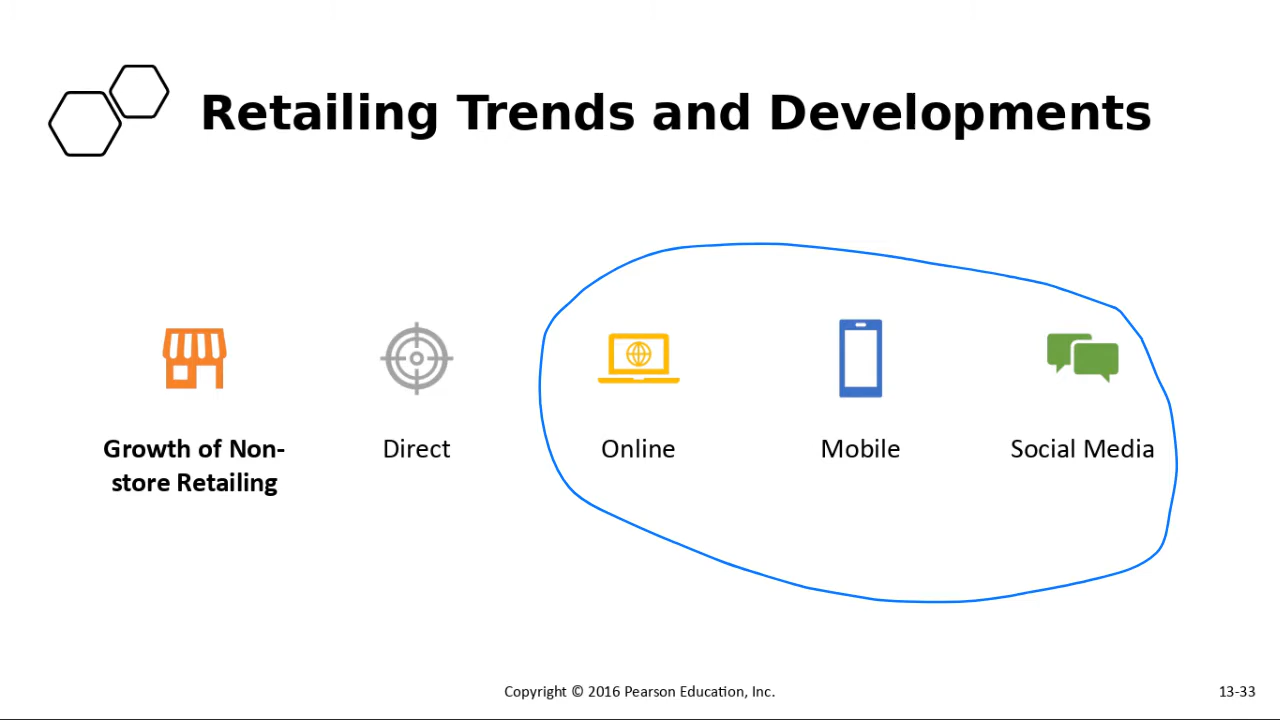 Retailing Trends and Developments
Growth of Non-
store Retailing
Direct
Online
Mobile
Social Media
Copyright © 2016 Pearson Education, Inc.
13-33